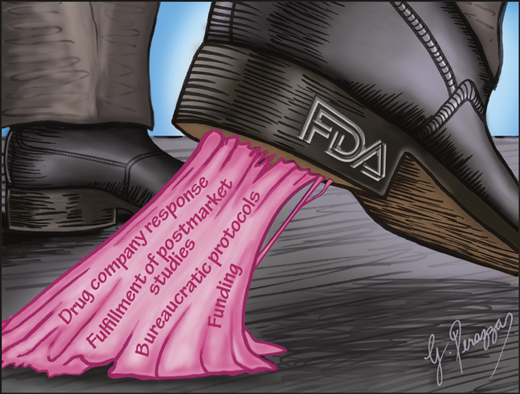 FDA
Drug company response
Fulfillment of postmarket
studies
Bureaucratic protocols
Funding
G. Perazza